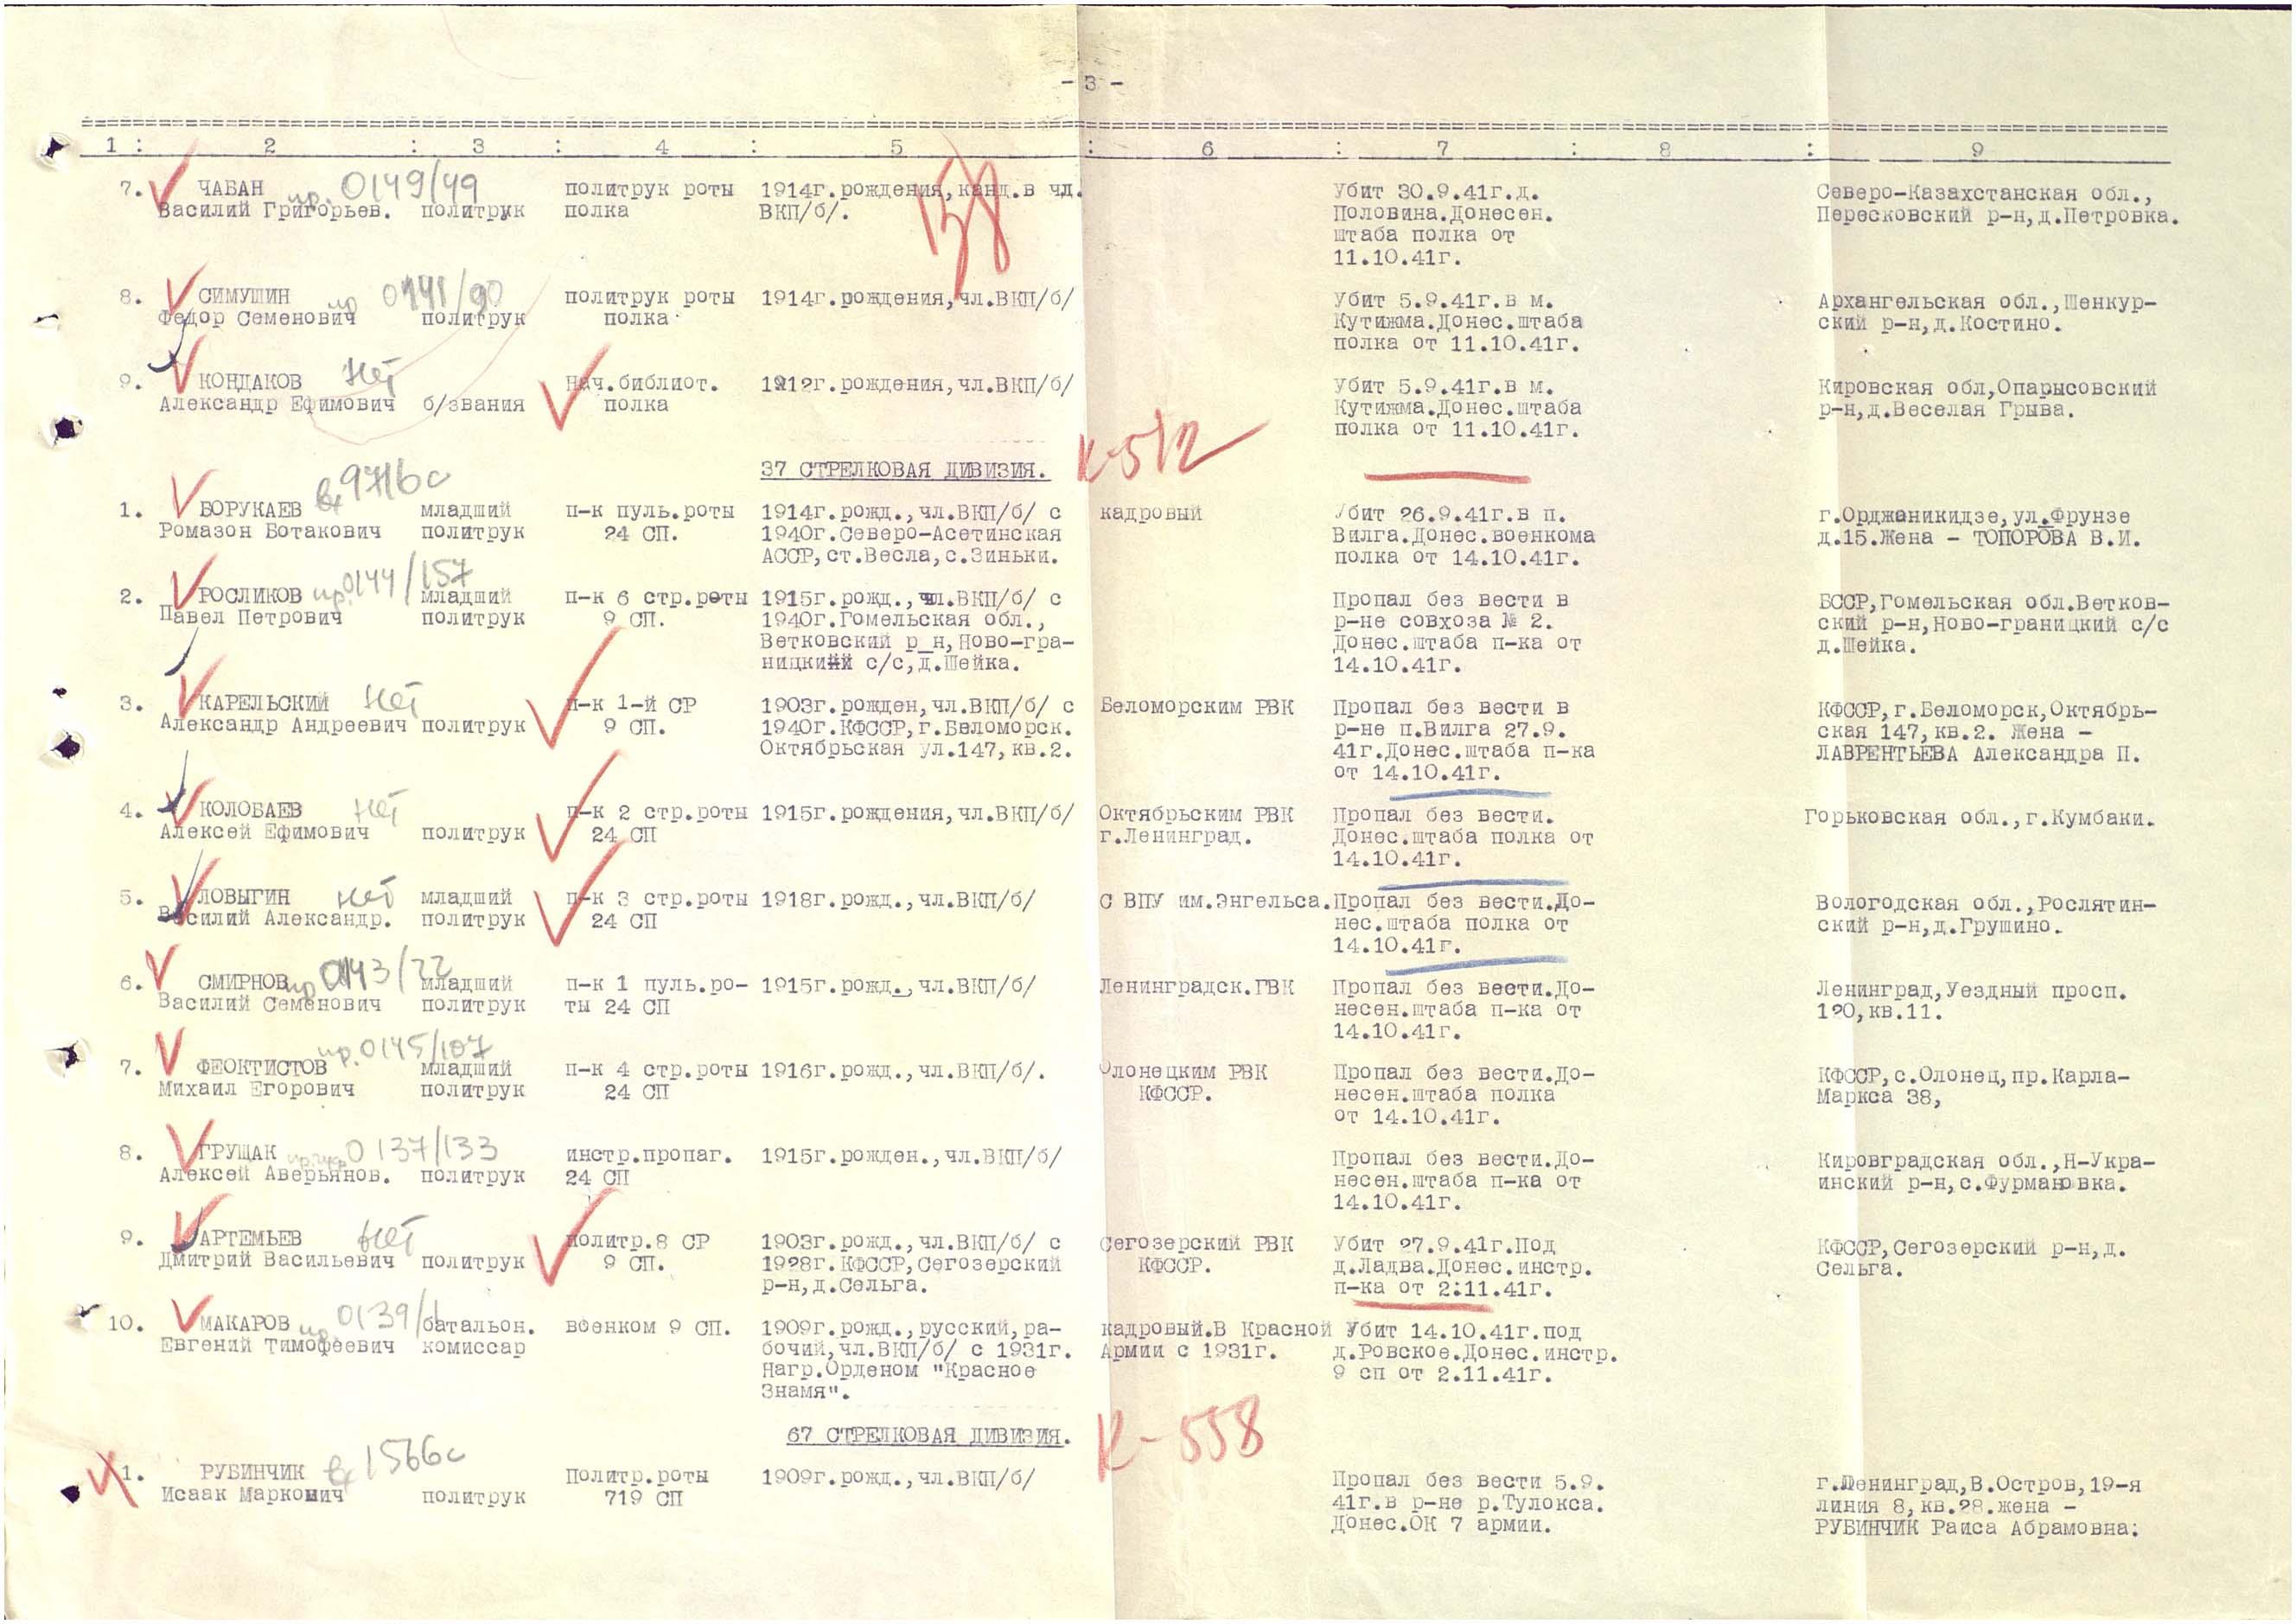 - 3 -
1 : 2 : 3 : 4 : 5 : 6 : 7 : 8 : 9
7. ЧАБАН пр. 0149/49 политрук роты 1914г.рождения,канд.в чл. Убит 30.9.41г.д. Северо-Казахстанская обл.,
Василий Григорьев. политрук полка ВКП/б/. Половина.Донесен. Пересковский р-н,д.Петровка.
штаба полка от
11.10.41г.
8. СИМУШИН пр 0141/90 политрук роты 1914г.рождения,чл.ВКП/б/ Убит 5.9.41г.в м. Архангельская обл.,Шенкур-
Федор Семенович политрук полка Кутижма.Донес.штаба ский р-н,д.Костино.
полка от 11.10.41г.
9. КОНДАКОВ Нет Нач.библиот. 1912г.рождения,чл.ВКП/б/ Убит 5.9.41г.в м. Кировская обл,Опарысовский
Александр Ефимович б/звания полка Кутижма.Донес.штаба р-н,д.Веселая Грыва.
полка от 11.10.41г.
37 СТРЕЛКОВАЯ ДИВИЗИЯ. К-512
1. БОРУКАЕВ вх 9716с младший п-к пуль.роты 1914г.рожд.,чл.ВКП/б/ с кадровый Убит 26.9.41г.в п. г.Орджаникидзе,ул.Фрунзе
Ромазон Ботакович политрук 24 СП. 1940г.Северо-Асетинская Вилга.Донес.военкома д.15.Жена - ТОПОРОВА В.И.
АССР,ст.Весла,с.Зиньки. полка от 14.10.41г.
2. РОСЛИКОВ пр.0144/157 младший п-к 6 стр.роты 1915г.рожд.,чл.ВКП/б/ с Пропал без вести в БССР,Гомельская обл.Ветков-
Павел Петрович политрук 9 СП. 1940г.Гомельская обл., р-не совхоза № 2. ский р-н,Ново-границкий с/с
Ветковский р_н,Ново-гра- Донес.штаба п-ка от д.Шейка.
ницкий с/с,д.Шейка. 14.10.41г.
3. КАРЕЛЬСКИЙ Нет п-к 1-й СР 1903г.рожден,чл.ВКП/б/ с Беломорским РВК Пропал без вести в КФССР,г.Беломорск,Октябрь-
Александр Андреевич политрук 9 СП. 1940г.КФССР,г.Беломорск. р-не п.Вилга 27.9. ская 147,кв.2. Жена -
Октябрьская ул.147,кв.2. 41г.Донес.штаба п-ка ЛАВРЕНТЬЕВА Александра П.
от 14.10.41г.
4. КОЛОБАЕВ Нет п-к 2 стр.роты 1915г.рождения,чл.ВКП/б/ Октябрьским РВК Пропал без вести. Горьковская обл.,г.Кумбаки.
Алексей Ефимович политрук 24 СП г.Ленинград. Донес.штаба полка от
14.10.41г.
5. ЛОВЫГИН нет младший п-к 3 стр.роты 1918г.рожд.,чл.ВКП/б/ С ВПУ им.Энгельса. Пропал без вести.До- Вологодская обл.,Рослятин-
Василий Александр. политрук 24 СП нес.штаба полка от ский р-н,д.Грушино.
14.10.41г.
6. СМИРНОВ пр 0143/22 младший п-к 1 пуль.ро- 1915г.рожд.,чл.ВКП/б/ Ленинградск.ГВК Пропал без вести.До- Ленинград,Уездный просп.
Василий Семенович политрук ты 24 СП несен.штаба п-ка от 120,кв.11.
14.10.41г.
7. ФЕОКТИСТОВ пр.0145/107 младший п-к 4 стр.роты 1916г.рожд.,чл.ВКП/б/. Олонецким РВК Пропал без вести.До- КФССР,с.Олонец,пр.Карла-
Михаил Егорович политрук 24 СП КФССР. несен.штаба полка Маркса 38,
от 14.10.41г.
8. ГРУЩАК 0137/133 инстр.пропаг. 1915г.рожден.,чл.ВКП/б/ Пропал без вести.До- Кировградская обл.,Н-Укра-
Алексей Аверьянов. политрук 24 СП несен.штаба п-ка от инский р-н,с.Фурмановка.
14.10.41г.
9. АРТЕМЬЕВ Нет политр.8 СР 1903г.рожд.,чл.ВКП/б/ с Сегозерский РВК Убит 27.9.41г.Под КФССР,Сегозерский р-н,д.
Дмитрий Васильевич политрук 9 СП. 1928г.КФССР,Сегозерский КФССР. д.Ладва.Донес.инстр. Сельга.
р-н,д.Сельга. п-ка от 2:11.41г.
10. МАКАРОВ пр 0139/1 батальон. военком 9 СП. 1909г.рожд.,русский,ра- кадровый.В Красной Убит 14.10.41г.под
Евгений Тимофеевич комиссар бочий,чл.ВКП/б/ с 1931г. Армии с 1931г. д.Ровское.Донес.инстр.
Нагр.Орденом "Красное 9 сп от 2.11.41г.
Знамя".
67 СТРЕЛКОВАЯ ДИВИЗИЯ. К-558
1. РУБИНЧИК вх 1566с Политр.роты 1909г.рожд.,чл.ВКП/б/ Пропал без вести 5.9. г.Ленинград,В.Остров,19-я
Исаак Маркович политрук 719 СП 41г.в р-не р.Тулокса. линия 8,кв.28.жена -
Донес.ОК 7 армии. РУБИНЧИК Раиса Абрамовна: